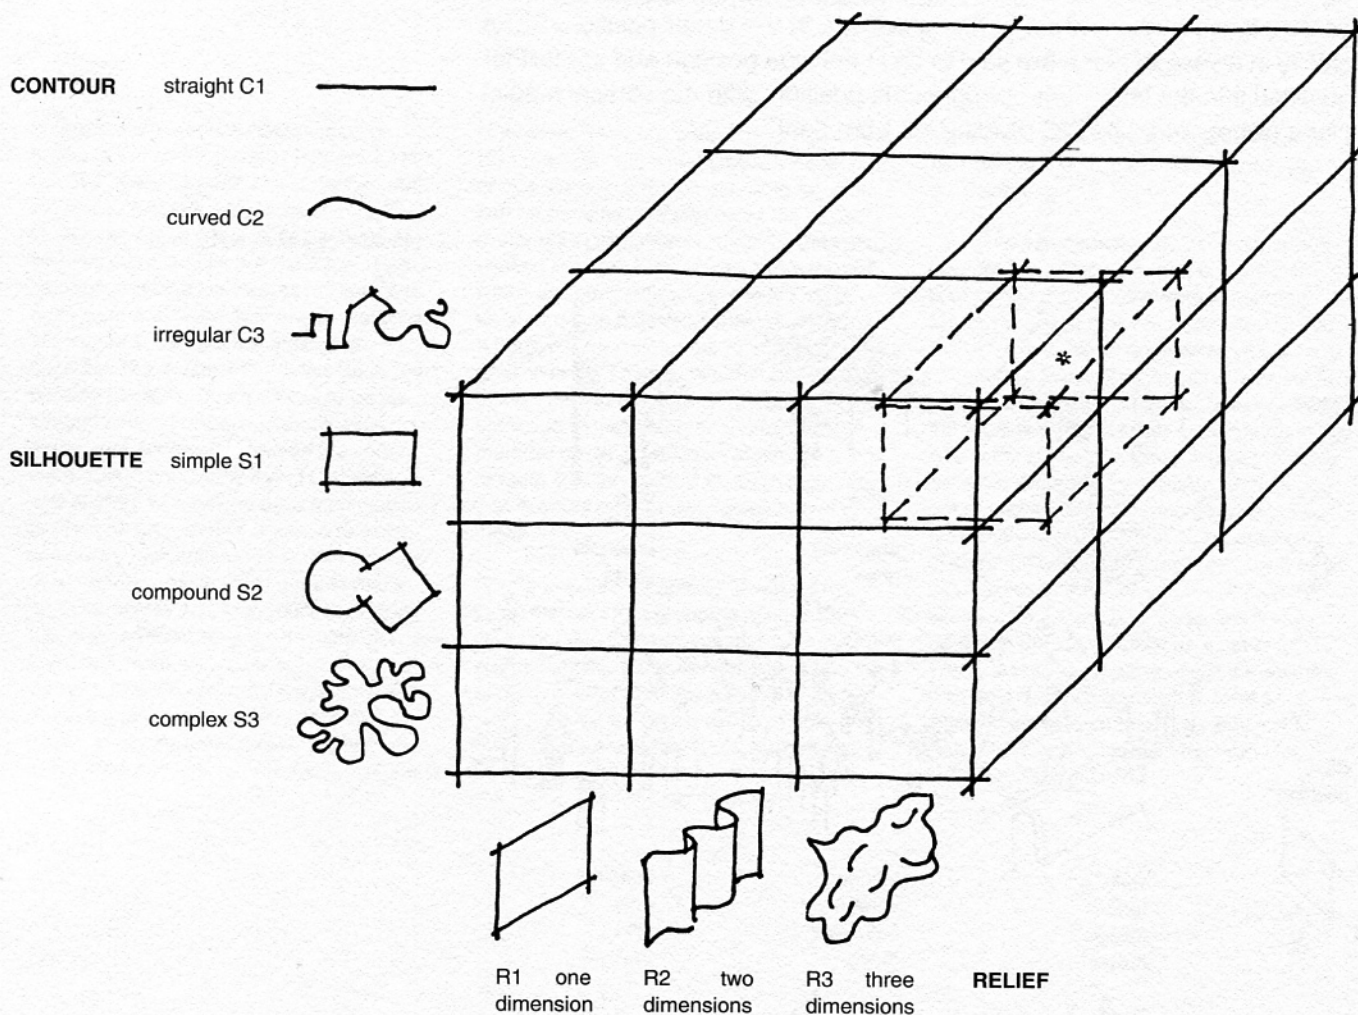 CONTOUR straight C1
curved C2
irregular C3
SILHOUETTE simple S1
compound S2
complex S3
*
R1 one
dimension
R2 two
dimensions
R3 three
dimensions
RELIEF